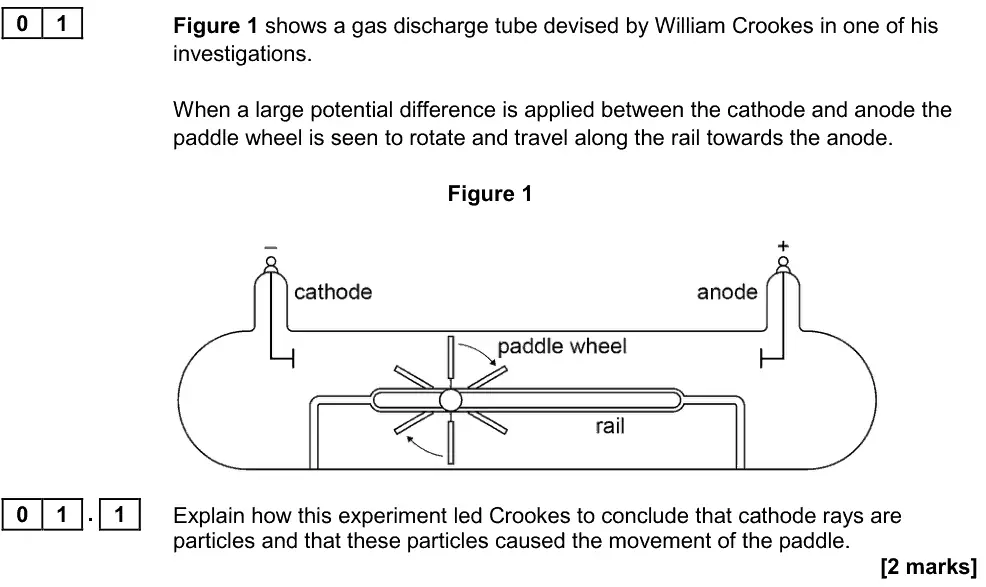 0 1 Figure 1 shows a gas discharge tube devised by William Crookes in one of his
investigations.
When a large potential difference is applied between the cathode and anode the
paddle wheel is seen to rotate and travel along the rail towards the anode.
Figure 1
– +
cathode anode
paddle wheel
rail
0 1 . 1 Explain how this experiment led Crookes to conclude that cathode rays are
particles and that these particles caused the movement of the paddle.
[2 marks]